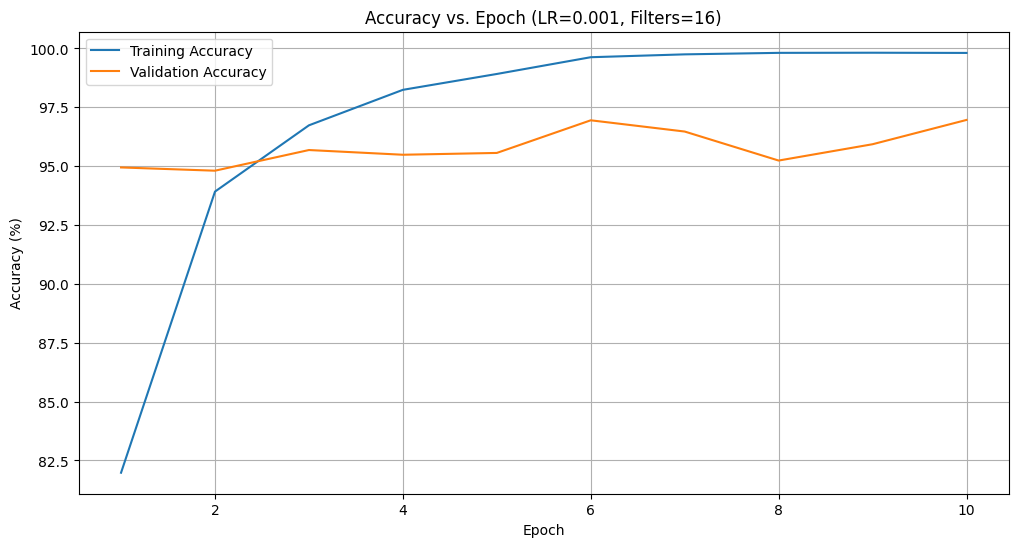 Accuracy vs. Epoch (LR=0.001, Filters=16)
Training Accuracy
Validation Accuracy
100.0
97.5
95.0
92.5
90.0
87.5
85.0
82.5
Accuracy (%)
2 4 6 8 10
Epoch